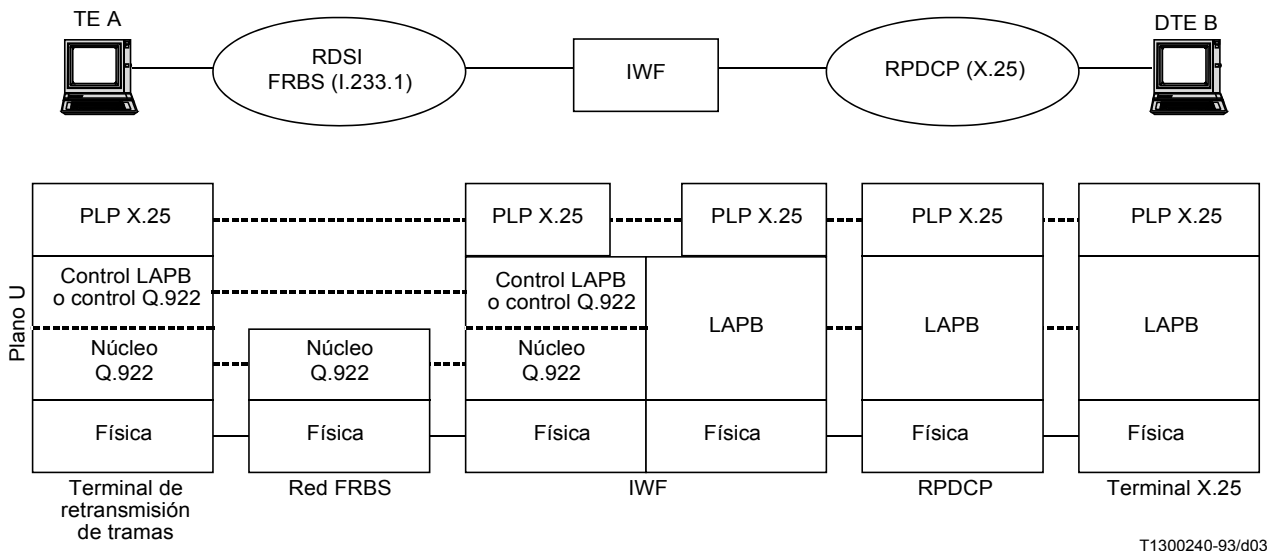 TE A
DTE B
RDSI
FRBS (I.233.1)
IWF
RPDCP (X.25)
Plano U
PLP X.25
PLP X.25
PLP X.25
PLP X.25
PLP X.25
Control LAPB
o control Q.922
Control LAPB
o control Q.922
LAPB
LAPB
LAPB
Núcleo
Q.922
Núcleo
Q.922
Núcleo
Q.922
Física
Física
Física
Física
Física
Física
Terminal de
retransmisión
de tramas
Red FRBS
IWF
RPDCP
Terminal X.25
T1300240-93/d03